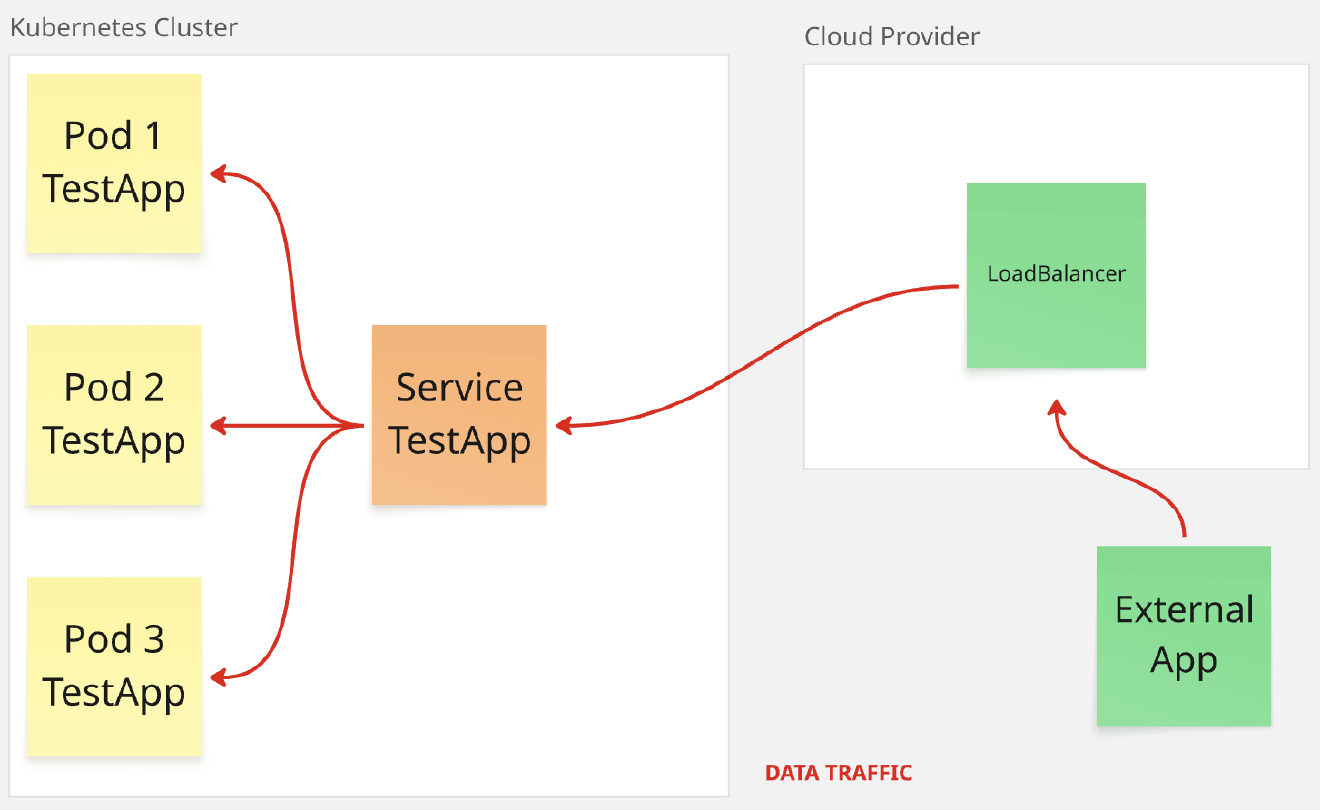 Kubernetes Cluster
Cloud Provider
Pod 1
TestApp
LoadBalancer
Pod 2
TestApp
Service
TestApp
External
App
Pod 3
TestApp
DATA TRAFFIC